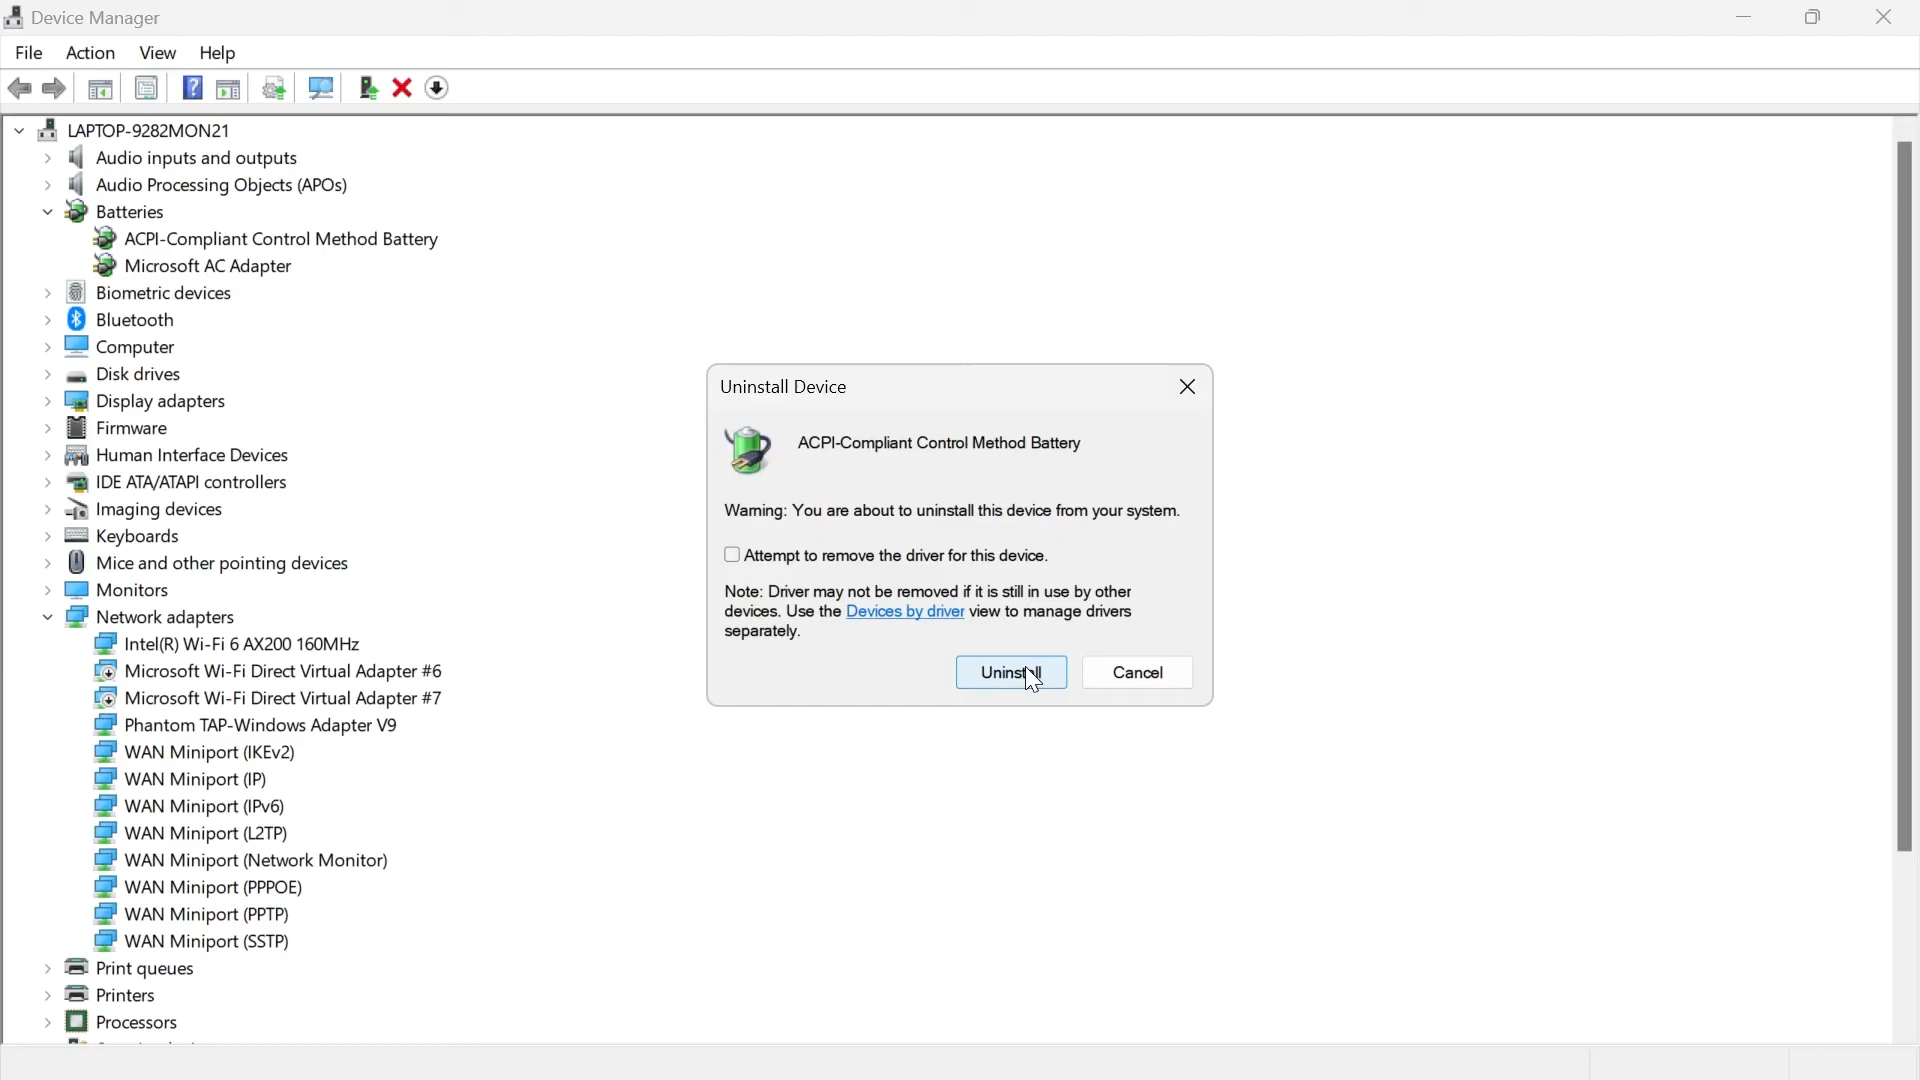 Device Manager
File Action View Help
LAPTOP-9282MON21
Audio inputs and outputs
Audio Processing Objects (APOs)
Batteries
ACPI-Compliant Control Method Battery
Microsoft AC Adapter
Biometric devices
Bluetooth
Computer
Disk drives
Display adapters
Firmware
Human Interface Devices
IDE ATA/ATAPI controllers
Imaging devices
Keyboards
Mice and other pointing devices
Monitors
Network adapters
Intel(R) Wi-Fi 6 AX200 160MHz
Microsoft Wi-Fi Direct Virtual Adapter #6
Microsoft Wi-Fi Direct Virtual Adapter #7
Phantom TAP-Windows Adapter V9
WAN Miniport (IKEv2)
WAN Miniport (IP)
WAN Miniport (IPv6)
WAN Miniport (L2TP)
WAN Miniport (Network Monitor)
WAN Miniport (PPPOE)
WAN Miniport (PPTP)
WAN Miniport (SSTP)
Print queues
Printers
Processors
Uninstall Device
ACPI-Compliant Control Method Battery
Warning: You are about to uninstall this device from your system.
Attempt to remove the driver for this device.
Note: Driver may not be removed if it is still in use by other
devices. Use the Devices by driver view to manage drivers
separately.
Uninstall Cancel